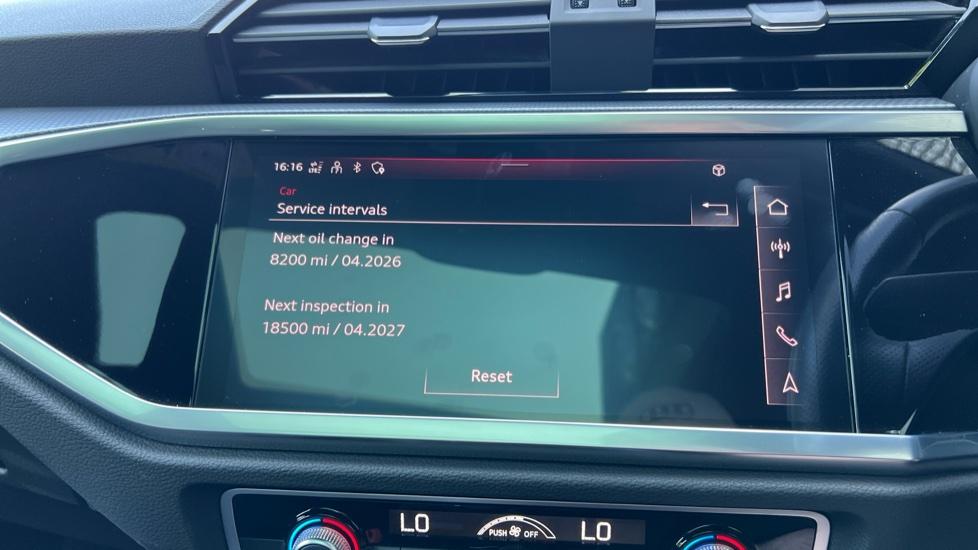 16:16 LTE
Car
Service intervals
Next oil change in
8200 mi / 04.2026
Next inspection in
18500 mi / 04.2027
Reset
LO PUSH OFF LO